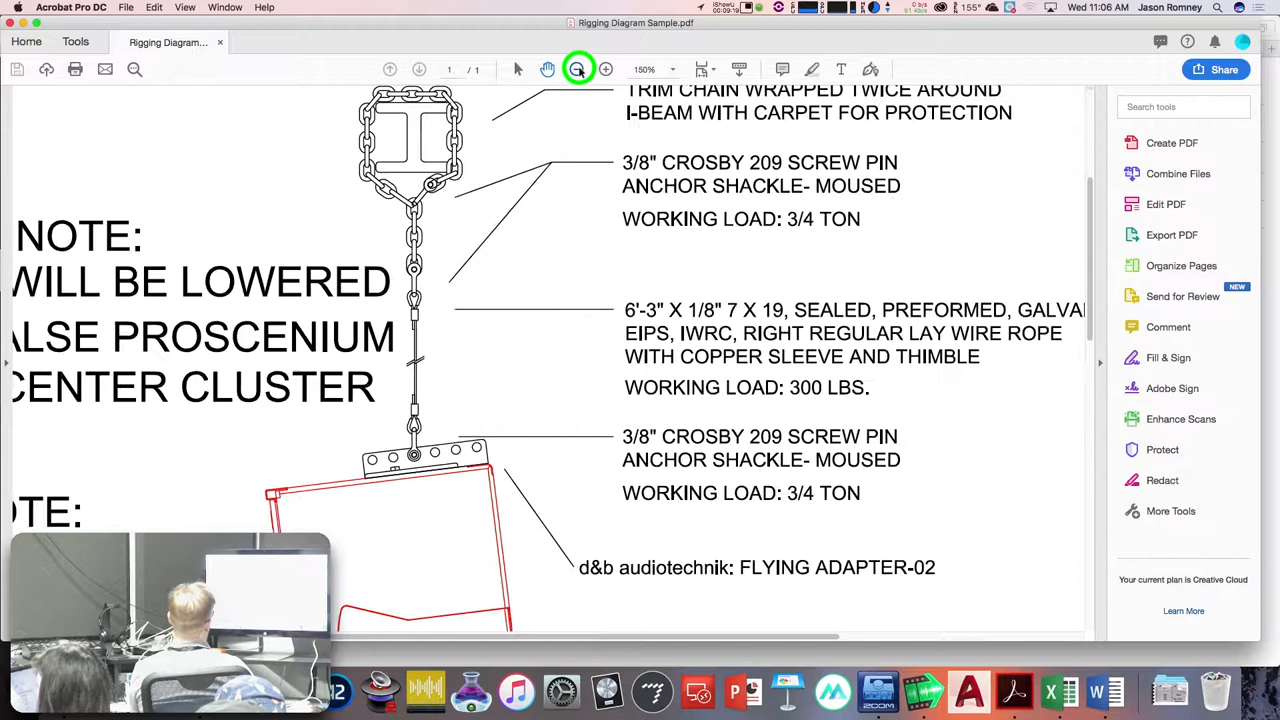 Acrobat Pro DC File Edit View Window Help
155° Wed 11:06 AM Jason Romney
Rigging Diagram Sample.pdf
Home Tools Rigging Diagram... ×
1 / 1 150% Share
TRIM CHAIN WRAPPED TWICE AROUND
I-BEAM WITH CARPET FOR PROTECTION
3/8" CROSBY 209 SCREW PIN
ANCHOR SHACKLE- MOUSED
WORKING LOAD: 3/4 TON
NOTE:
WILL BE LOWERED
ALSE PROSCENIUM
CENTER CLUSTER
6'-3" X 1/8" 7 X 19, SEALED, PREFORMED, GALVA
EIPS, IWRC, RIGHT REGULAR LAY WIRE ROPE
WITH COPPER SLEEVE AND THIMBLE
WORKING LOAD: 300 LBS.
3/8" CROSBY 209 SCREW PIN
ANCHOR SHACKLE- MOUSED
WORKING LOAD: 3/4 TON
OTE:
d&b audiotechnik: FLYING ADAPTER-02
Search tools
Create PDF
Combine Files
Edit PDF
Export PDF
Organize Pages
NEW
Send for Review
Comment
Fill & Sign
Adobe Sign
Enhance Scans
Protect
Redact
More Tools
Your current plan is Creative Cloud
Learn More
12
ZOOM